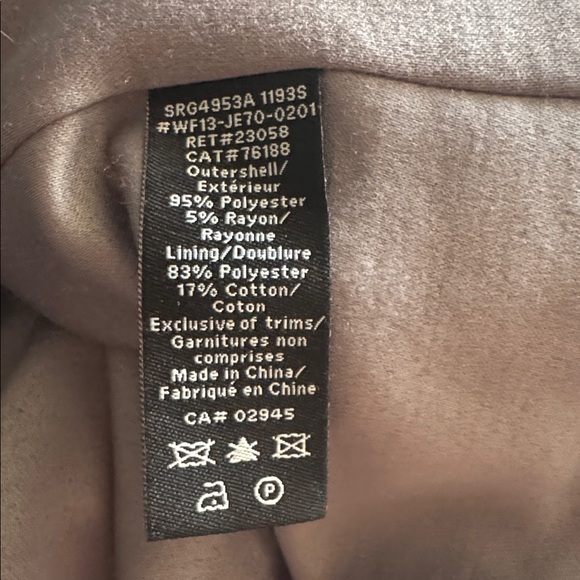 SRG4953A 1193S
#WF13-JE70-0201
RET#23058
CAT#76188
Outershell/
Extérieur
95% Polyester
5% Rayon/
Rayonne
Lining/Doublure
83% Polyester
17% Cotton/
Coton
Exclusive of trims/
Garnitures non
comprises
Made in China/
Fabriqué en Chine
CA# 02945
P